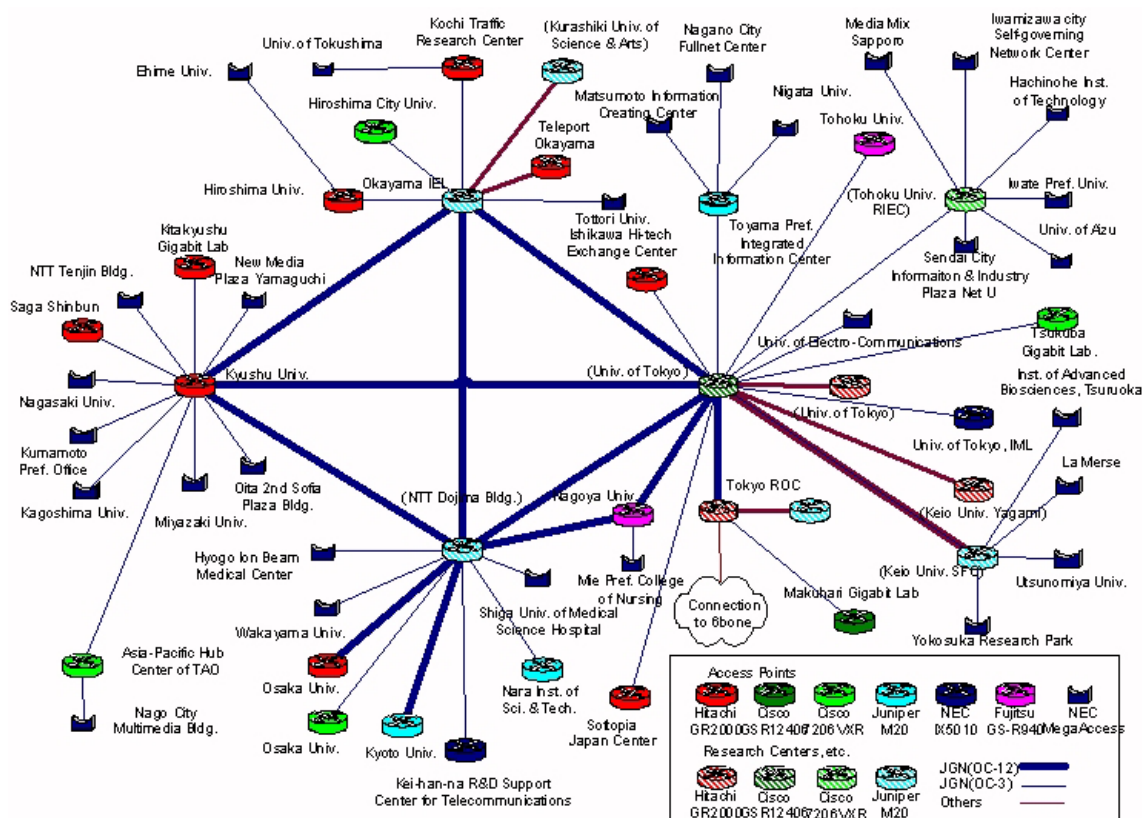 Kochi Traffic
Research Center
(Kurashiki Univ. of
Science & Arts)
Nagano City
Fullnet Center
Media Mix
Sapporo
Iwamizawa city
Self-governing
Network Center
Univ. of Tokushima
Ehime Univ.
Hiroshima City Univ.
Matsumoto Information
Creating Center
Niigata Univ.
Hachinohe Inst.
of Technology
Teleport
Okayama
Tohoku Univ.
Hiroshima Univ.
Okayama IEL
(Tohoku Univ.
RIEC)
Iwate Pref. Univ.
Kitakyushu
Gigabit Lab
Tottori Univ.
Ishikawa Hi-tech
Exchange Center
Toyama Pref.
Integrated
Information Center
Univ. of Aizu
Sendai City
Informaiton & Industry
Plaza Net U
NTT Tenjin Bldg.
New Media
Plaza Yamaguchi
Saga Shinbun
Univ. of Electro-Communications
Tsukuba
Gigabit Lab.
Kyushu Univ.
(Univ. of Tokyo)
Inst. of Advanced
Biosciences, Tsuruoka
Nagasaki Univ.
(Univ. of Tokyo)
Kumamoto
Pref. Office
Univ. of Tokyo, IML
La Merse
Kagoshima Univ.
Miyazaki Univ.
Oita 2nd Sofia
Plaza Bldg.
(NTT Dojima Bldg.)
Nagoya Univ.
Tokyo ROC
(Keio Univ. Yagami)
Hyogo Ion Beam
Medical Center
Mie Pref. College
of Nursing
(Keio Univ. SFC)
Utsunomiya Univ.
Connection
to 6bone
Makuhari Gigabit Lab
Wakayama Univ.
Shiga Univ. of Medical
Science Hospital
Yokosuka Research Park
Asia-Pacific Hub
Center of TAO
Osaka Univ.
Nara Inst. of
Sci. & Tech.
Nago City
Multimedia Bldg.
Osaka Univ.
Kyoto Univ.
Softopia
Japan Center
Kei-han-na R&D Support
Center for Telecommunications
Access Points
Hitachi
GR2000
Cisco
GSR12406
Cisco
7206VXR
Juniper
M20
NEC
IX5010
Fujitsu
GS-R940
NEC
MegaAccess
Research Centers,etc.
Hitachi
GR2000
Cisco
GSR12406
Cisco
7206VXR
Juniper
M20
JGN(OC-12)
JGN(OC-3)
Others